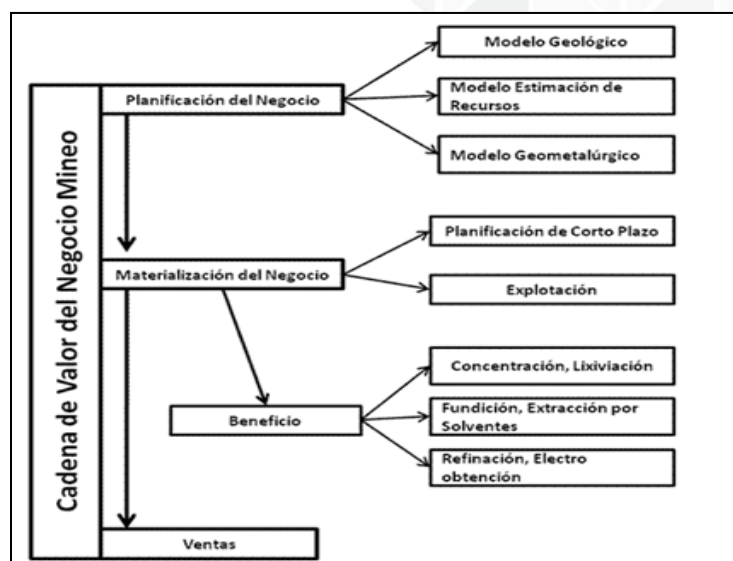 Cadena de Valor del Negocio Mineo
Planificación del Negocio
Modelo Geológico
Modelo Estimación de
Recursos
Modelo Geometalúrgico
Materialización del Negocio
Planificación de Corto Plazo
Explotación
Beneficio
Concentración, Lixiviación
Fundición, Extracción por
Solventes
Refinación, Electro
obtención
Ventas